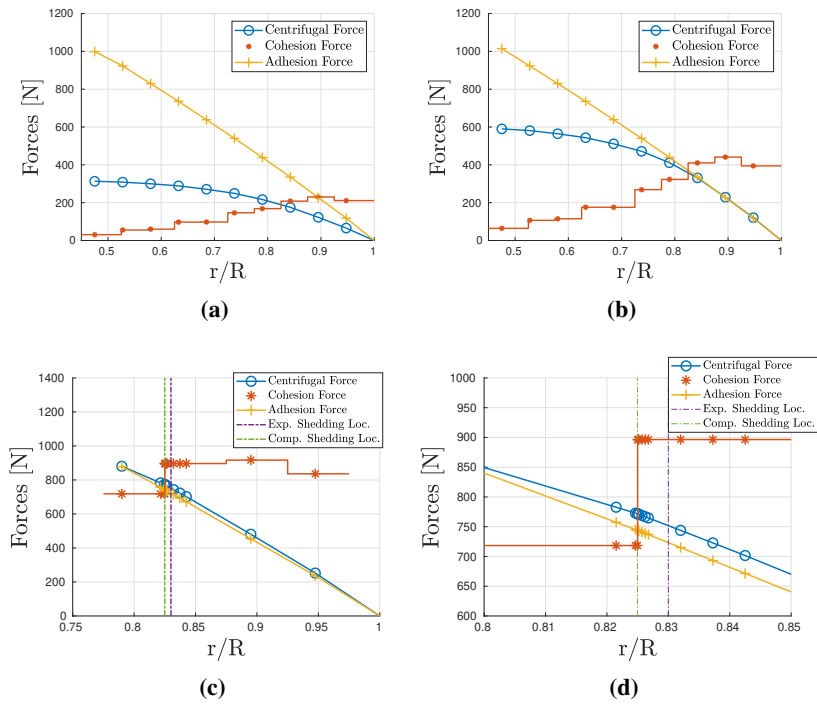 1200
1000
800
600
400
200
0
0.5 0.6 0.7 0.8 0.9 1
Forces [N]
r/R
Centrifugal Force
Cohesion Force
Adhesion Force
(a)
1200
1000
800
600
400
200
0
0.5 0.6 0.7 0.8 0.9 1
Forces [N]
r/R
Centrifugal Force
Cohesion Force
Adhesion Force
(b)
1400
1200
1000
800
600
400
200
0
0.75 0.8 0.85 0.9 0.95 1
Forces [N]
r/R
Centrifugal Force
Cohesion Force
Adhesion Force
Exp. Shedding Loc.
Comp. Shedding Loc.
(c)
1000
950
900
850
800
750
700
650
600
0.8 0.81 0.82 0.83 0.84 0.85
Forces [N]
r/R
Centrifugal Force
Cohesion Force
Adhesion Force
Exp. Shedding Loc.
Comp. Shedding Loc.
(d)